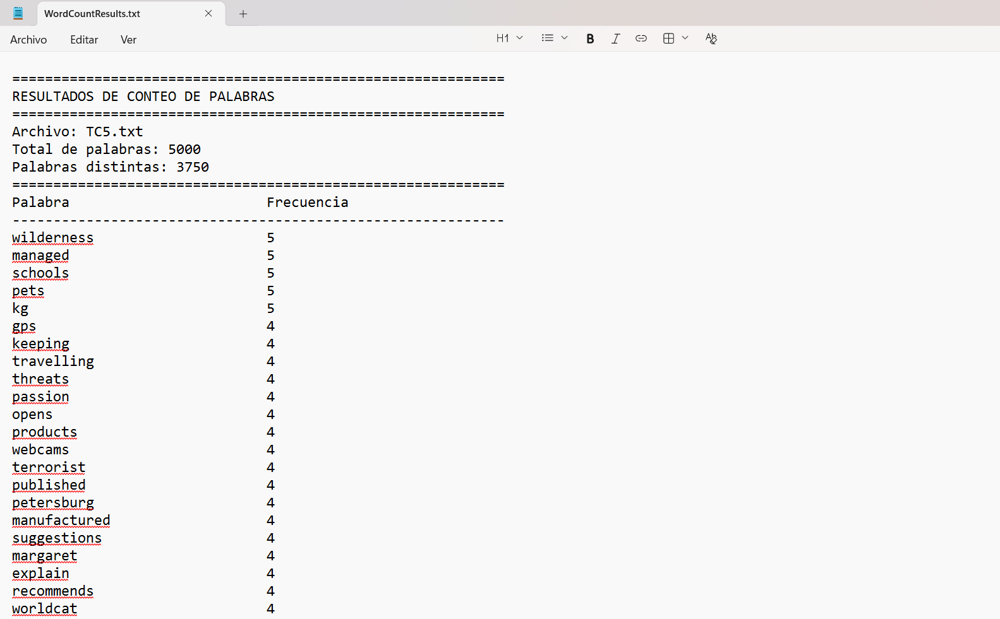 WordCountResults.txt
Archivo Editar Ver H1 B I
============================================================
RESULTADOS DE CONTEO DE PALABRAS
============================================================
Archivo: TC5.txt
Total de palabras: 5000
Palabras distintas: 3750
============================================================
Palabra Frecuencia
------------------------------------------------------------
wilderness 5
managed 5
schools 5
pets 5
kg 5
gps 4
keeping 4
travelling 4
threats 4
passion 4
opens 4
products 4
webcams 4
terrorist 4
published 4
petersburg 4
manufactured 4
suggestions 4
margaret 4
explain 4
recommends 4
worldcat 4